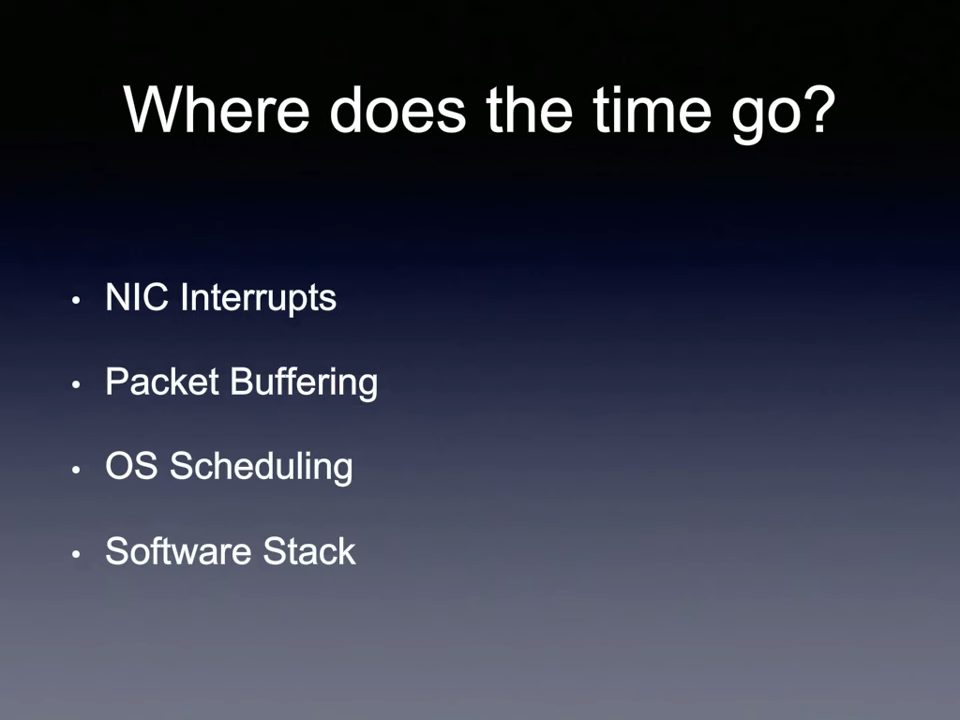 Where does the time go?
• NIC Interrupts
• Packet Buffering
• OS Scheduling
• Software Stack